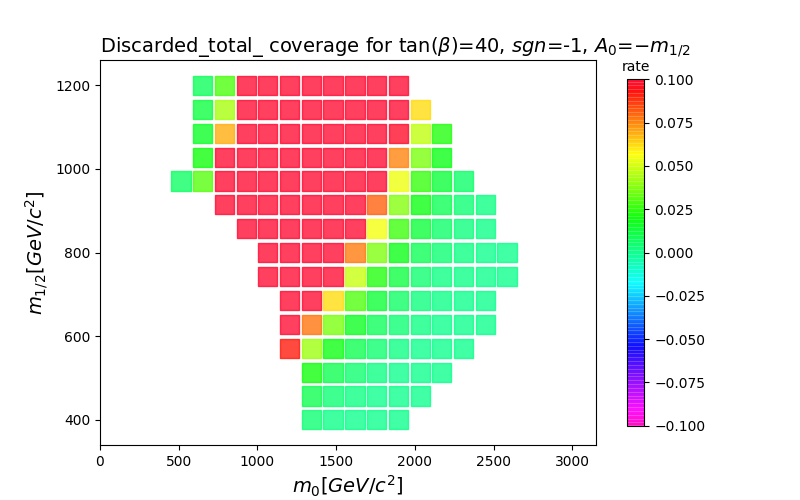 Discarded_total_ coverage for tan(β)=40, sgn=-1, A₀=−m₁/₂
rate
0.100
0.075
0.050
0.025
0.000
−0.025
−0.050
−0.075
−0.100
1200
1000
800
600
400
m₁/₂[GeV/c²]
0 500 1000 1500 2000 2500 3000
m₀[GeV/c²]